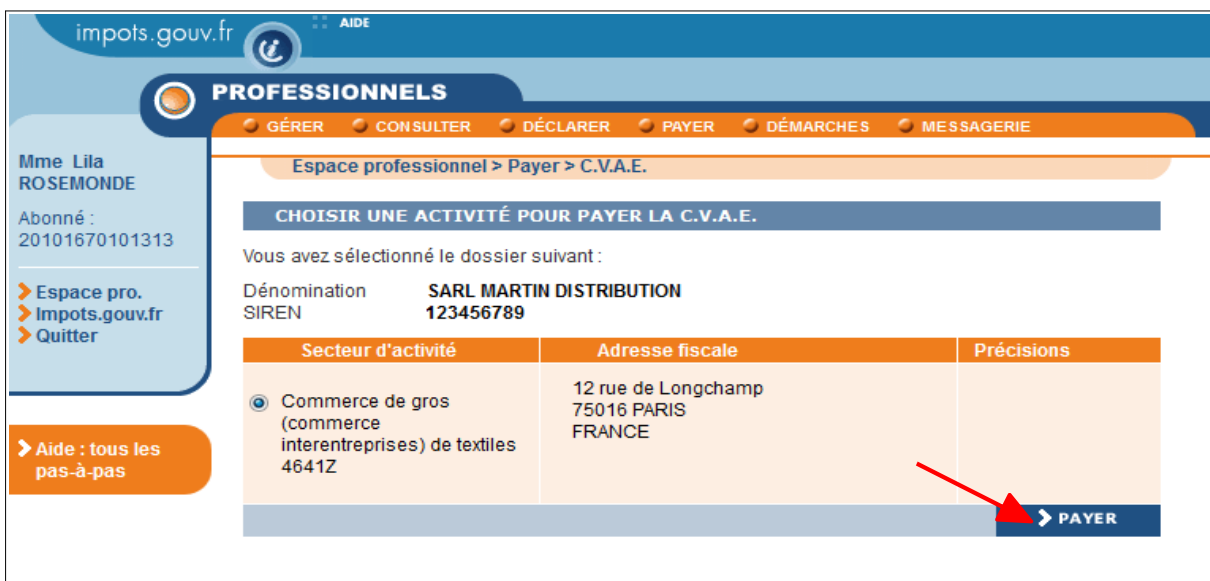 impots.gouv.fr
AIDE
PROFESSIONNELS
GÉRER CONSULTER DÉCLARER PAYER DÉMARCHES MESSAGERIE
Mme Lila
ROSEMONDE
Abonné :
20101670101313
Espace pro.
Impots.gouv.fr
Quitter
Aide : tous les
pas-à-pas
Espace professionnel > Payer > C.V.A.E.
CHOISIR UNE ACTIVITÉ POUR PAYER LA C.V.A.E.
Vous avez sélectionné le dossier suivant :
Dénomination SARL MARTIN DISTRIBUTION
SIREN 123456789
Secteur d'activité Adresse fiscale Précisions
Commerce de gros
(commerce
interentreprises) de textiles
4641Z
12 rue de Longchamp
75016 PARIS
FRANCE
PAYER